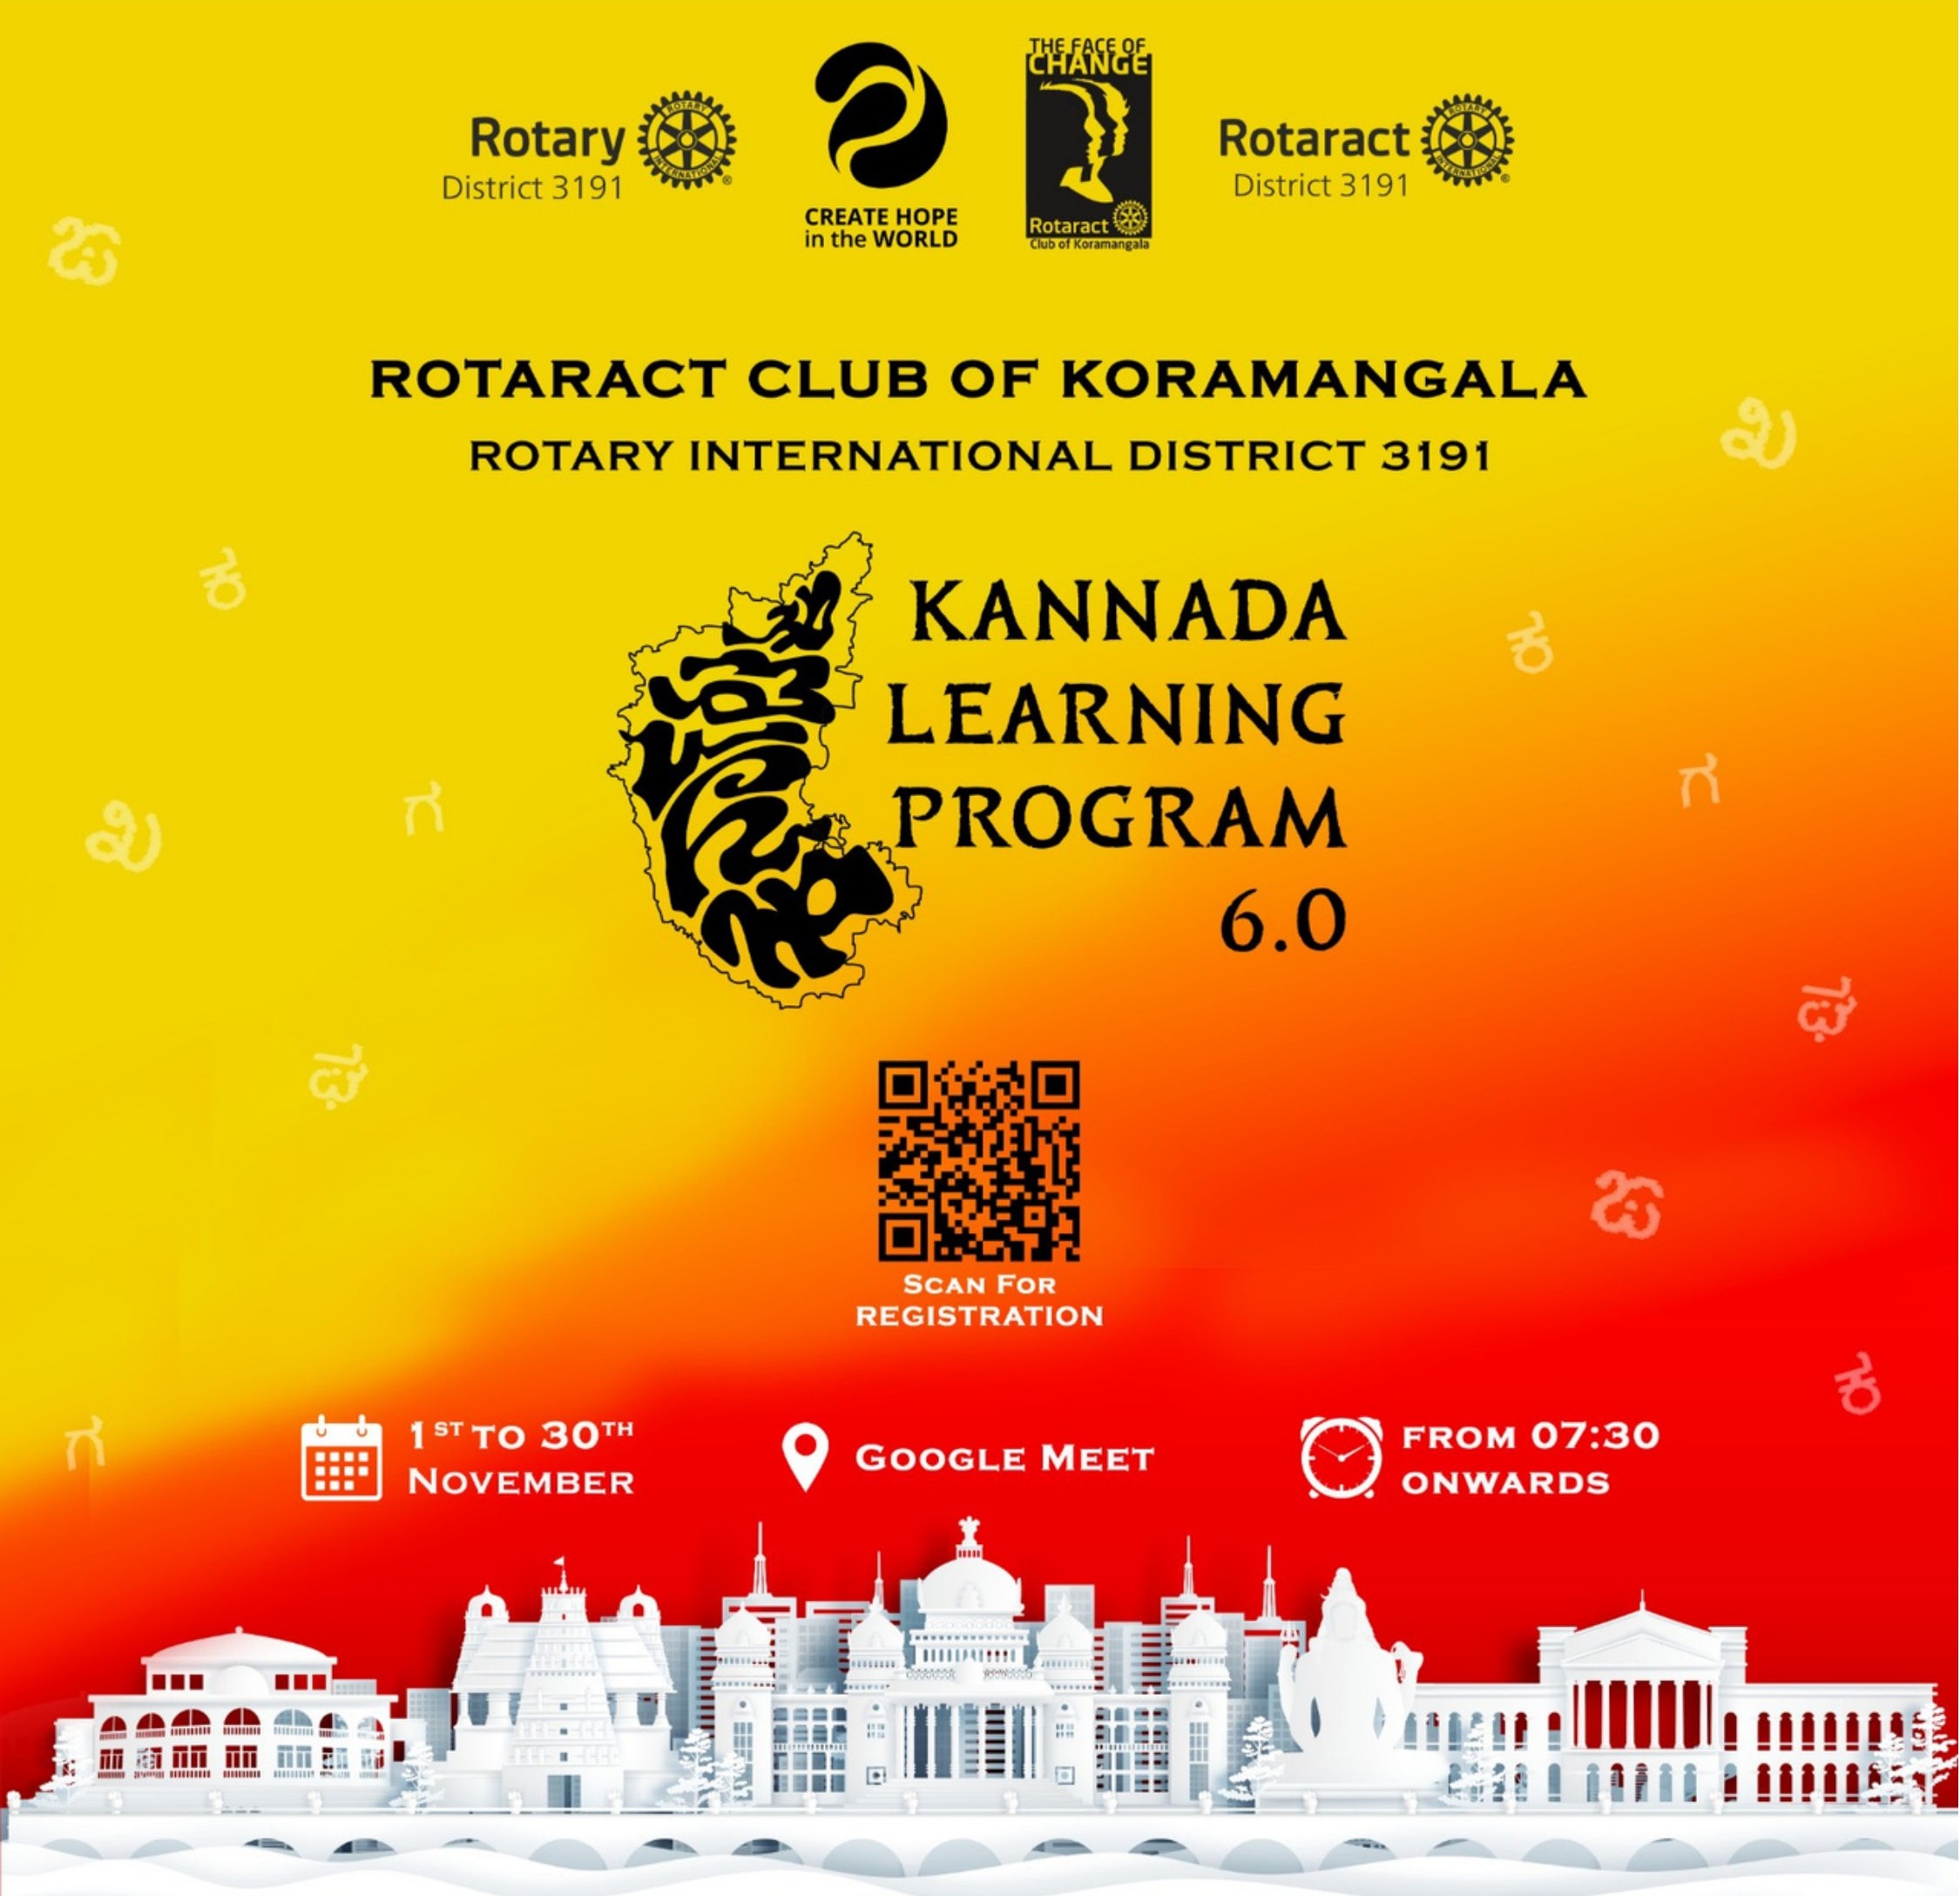 Rotary
District 3191
CREATE HOPE
in the WORLD
THE FACE OF
CHANGE
Rotaract
Club of Koramangala
Rotaract
District 3191
ROTARACT CLUB OF KORAMANGALA
ROTARY INTERNATIONAL DISTRICT 3191
KANNADA
LEARNING
PROGRAM
6.0
SCAN FOR
REGISTRATION
1ST TO 30TH
NOVEMBER
GOOGLE MEET
FROM 07:30
ONWARDS